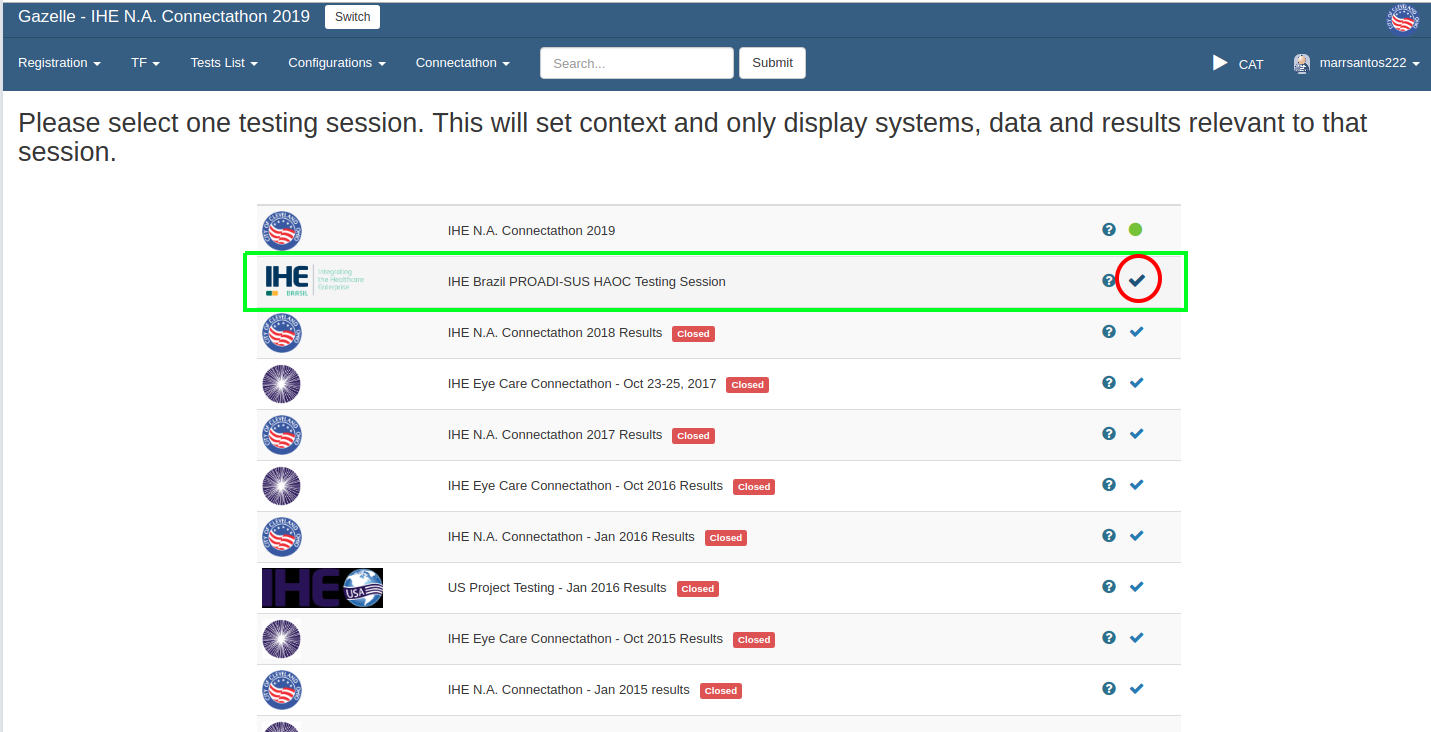 Gazelle - IHE N.A. Connectathon 2019 Switch
Registration TF Tests List Configurations Connectathon Search... Submit CAT marrsantos222
Please select one testing session. This will set context and only display systems, data and results relevant to that
session.
IHE N.A. Connectathon 2019
IHE BRASIL Integrating the Healthcare Enterprise IHE Brazil PROADI-SUS HAOC Testing Session
IHE N.A. Connectathon 2018 Results Closed
IHE Eye Care Connectathon - Oct 23-25, 2017 Closed
IHE N.A. Connectathon 2017 Results Closed
IHE Eye Care Connectathon - Oct 2016 Results Closed
IHE N.A. Connectathon - Jan 2016 Results Closed
IHE USA US Project Testing - Jan 2016 Results Closed
IHE Eye Care Connectathon - Oct 2015 Results Closed
IHE N.A. Connectathon - Jan 2015 results Closed